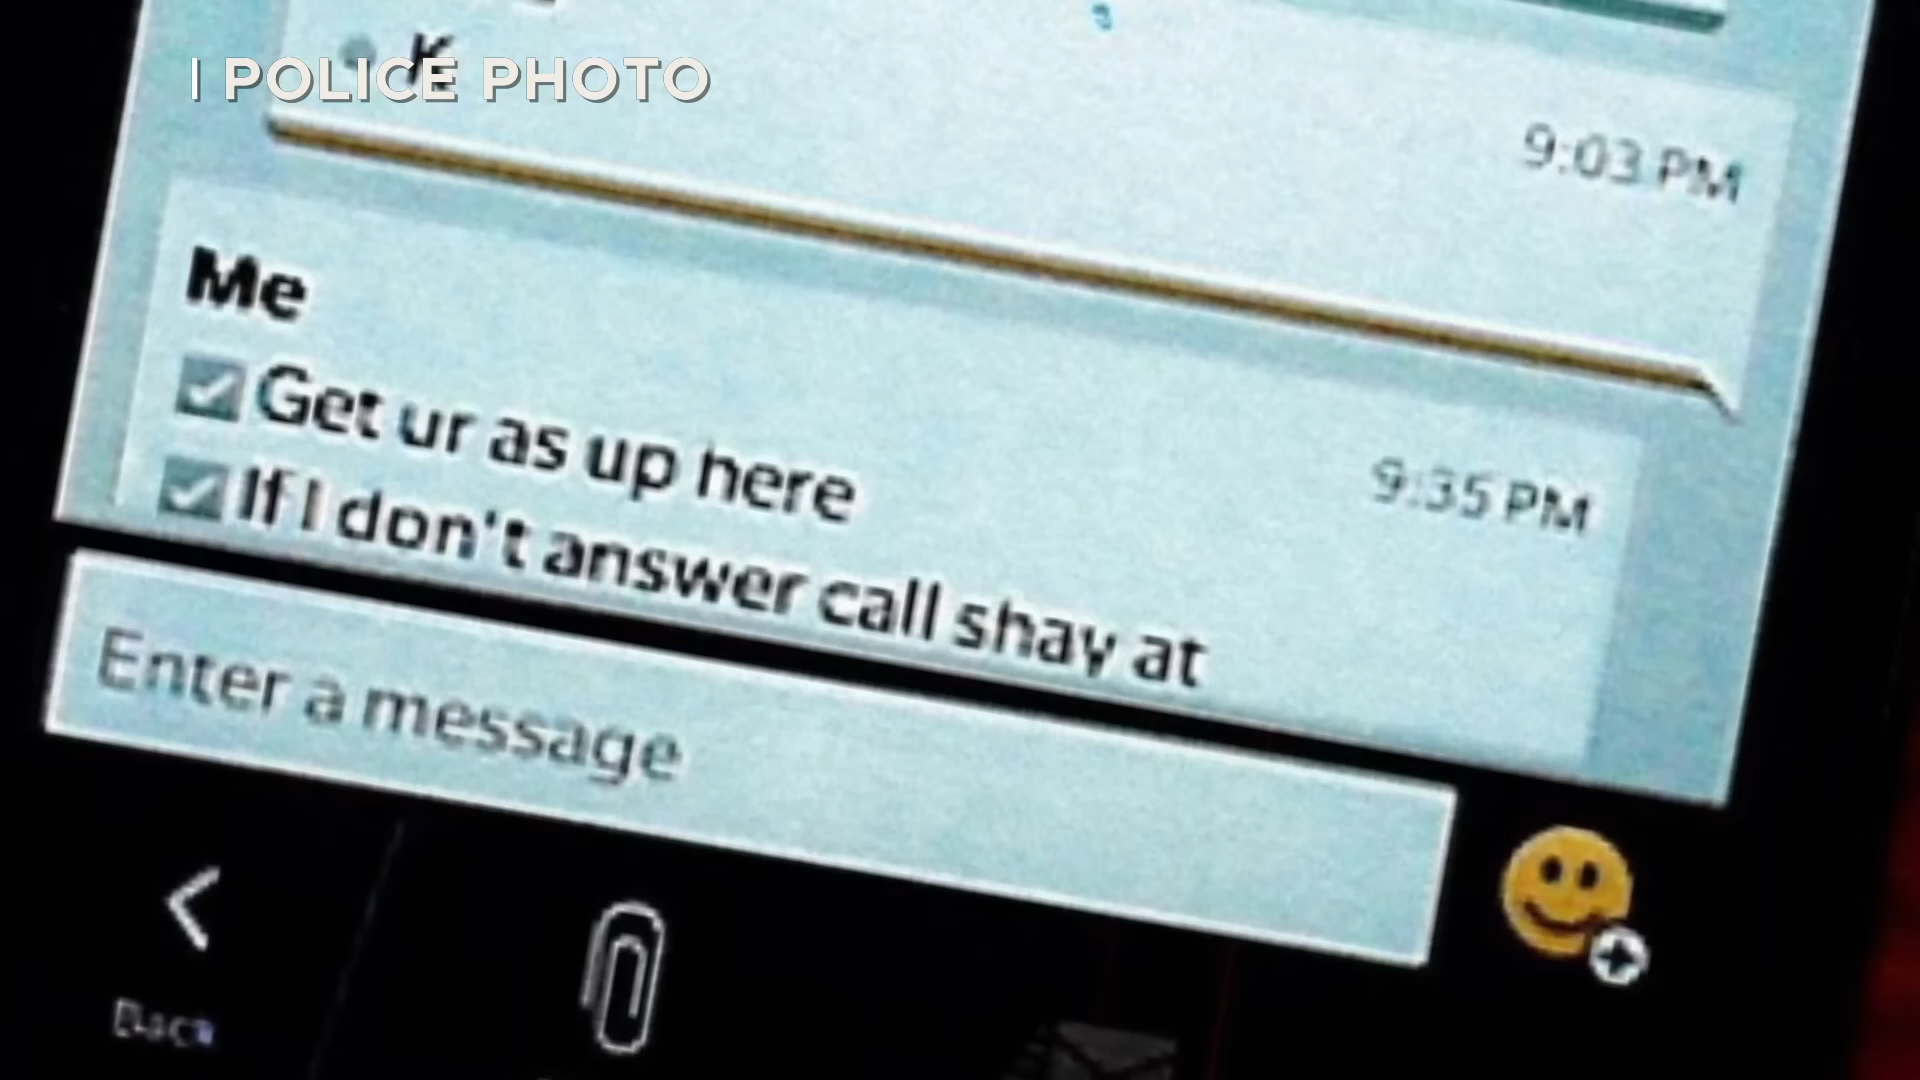 K
| POLICE PHOTO
9:03 PM
Me
Get ur as up here
9:35 PM
If I don't answer call shay at
Enter a message
Back